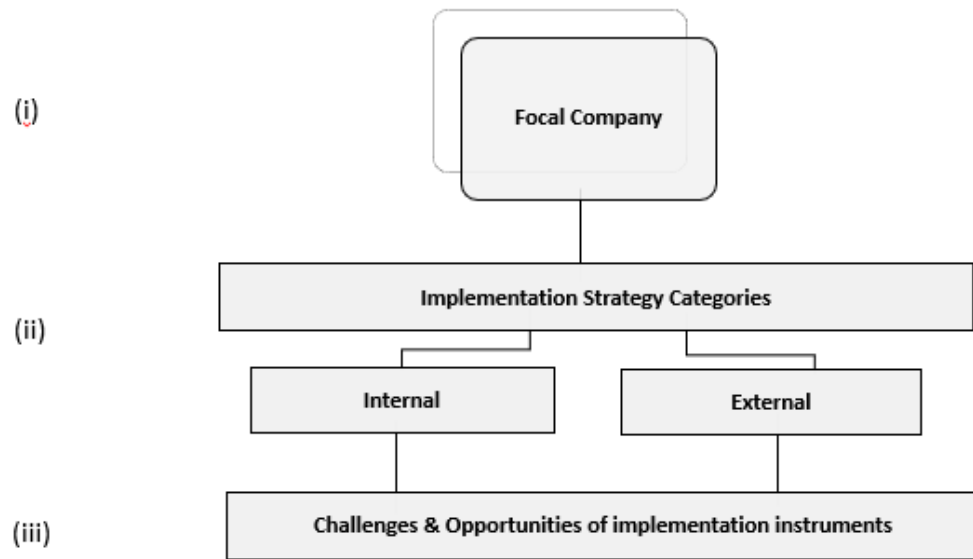 (i)
Focal Company
Implementation Strategy Categories
(ii)
Internal
External
(iii)
Challenges & Opportunities of implementation instruments